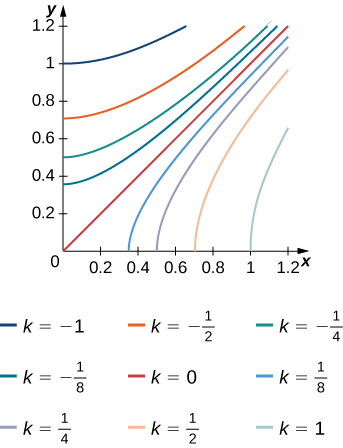 y
1.2
1
0.8
0.6
0.4
0.2
0 0.2 0.4 0.6 0.8 1 1.2 x
k = −1 k = −1/2 k = −1/4
k = −1/8 k = 0 k = 1/8
k = 1/4 k = 1/2 k = 1